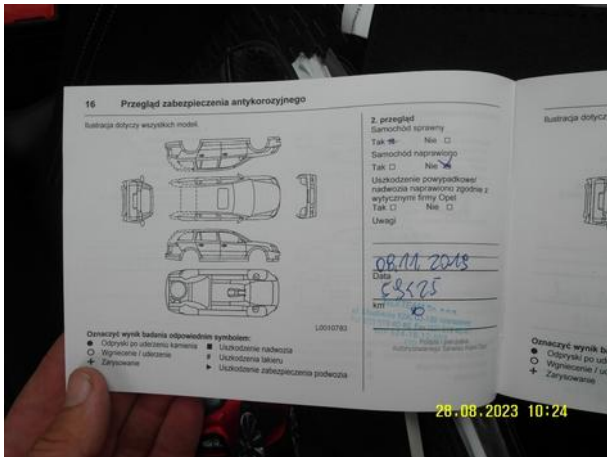 16 Przegląd zabezpieczenia antykorozyjnego
Ilustracja dotyczy wszystkich modeli.
L0010783
Oznaczyć wynik badania odpowiednim symbolem:
● Odpryski po uderzeniu kamienia ■ Uszkodzenie nadwozia
○ Wgniecenie / uderzenie # Uszkodzenia lakieru
+ Zarysowanie ► Uszkodzenie zabezpieczenia podwozia
2. przegląd
Samochód sprawny
Tak Nie □
Samochód naprawiono
Tak □ Nie
Uszkodzenie powypadkowe/
nadwozia naprawiono zgodnie z
wytycznymi firmy Opel
Tak □ Nie □
Uwagi
08.11 2019
Data
km
Ilustracja dotyczy
Oznaczyć wynik b
● Odpryski po ude
○ Wgniecenie / ud
+ Zarysowanie
28.08.2023 10:24